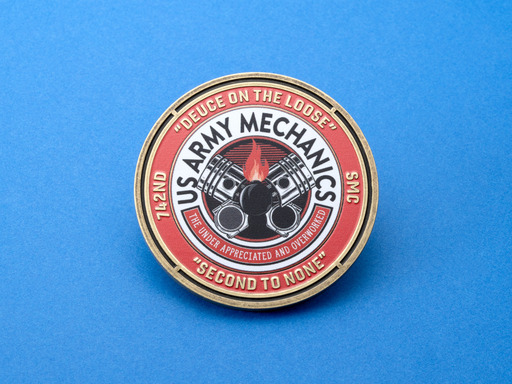 "DEUCE ON THE LOOSE"
US ARMY MECHANICS
742ND
SMC
THE UNDER APPRECIATED AND OVERWORKED
"SECOND TO NONE"